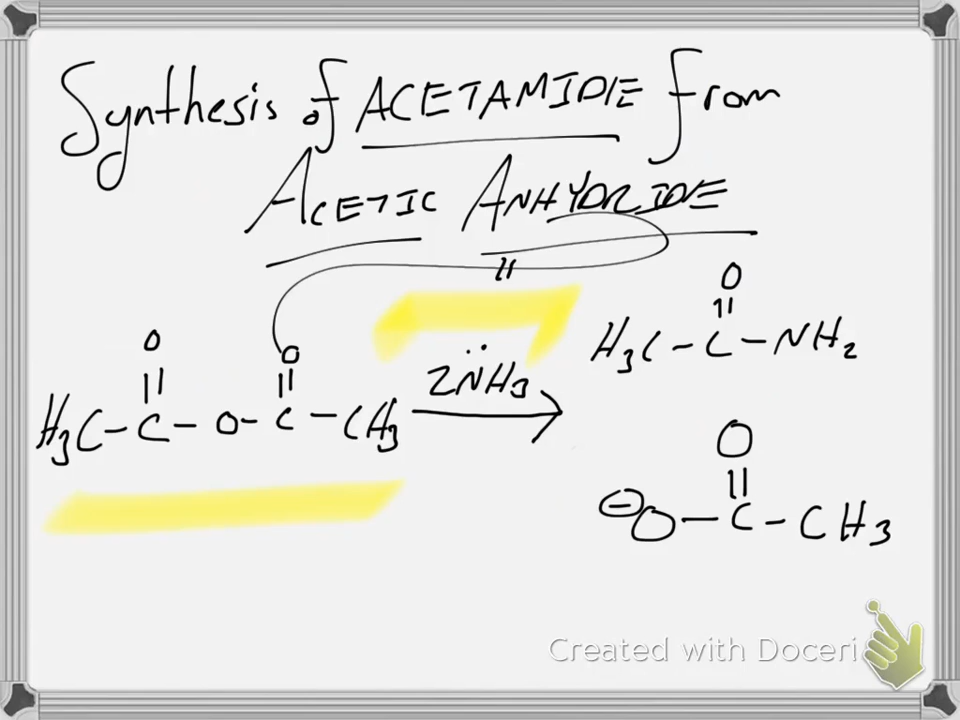 Synthesis of ACETAMIDE from
ACETIC ANHYDRIDE
"
O
O O
H3C - C - O - C - CH3
2NH3
H3C - C - NH2
O
⊖O - C - CH3
Created with Doceri